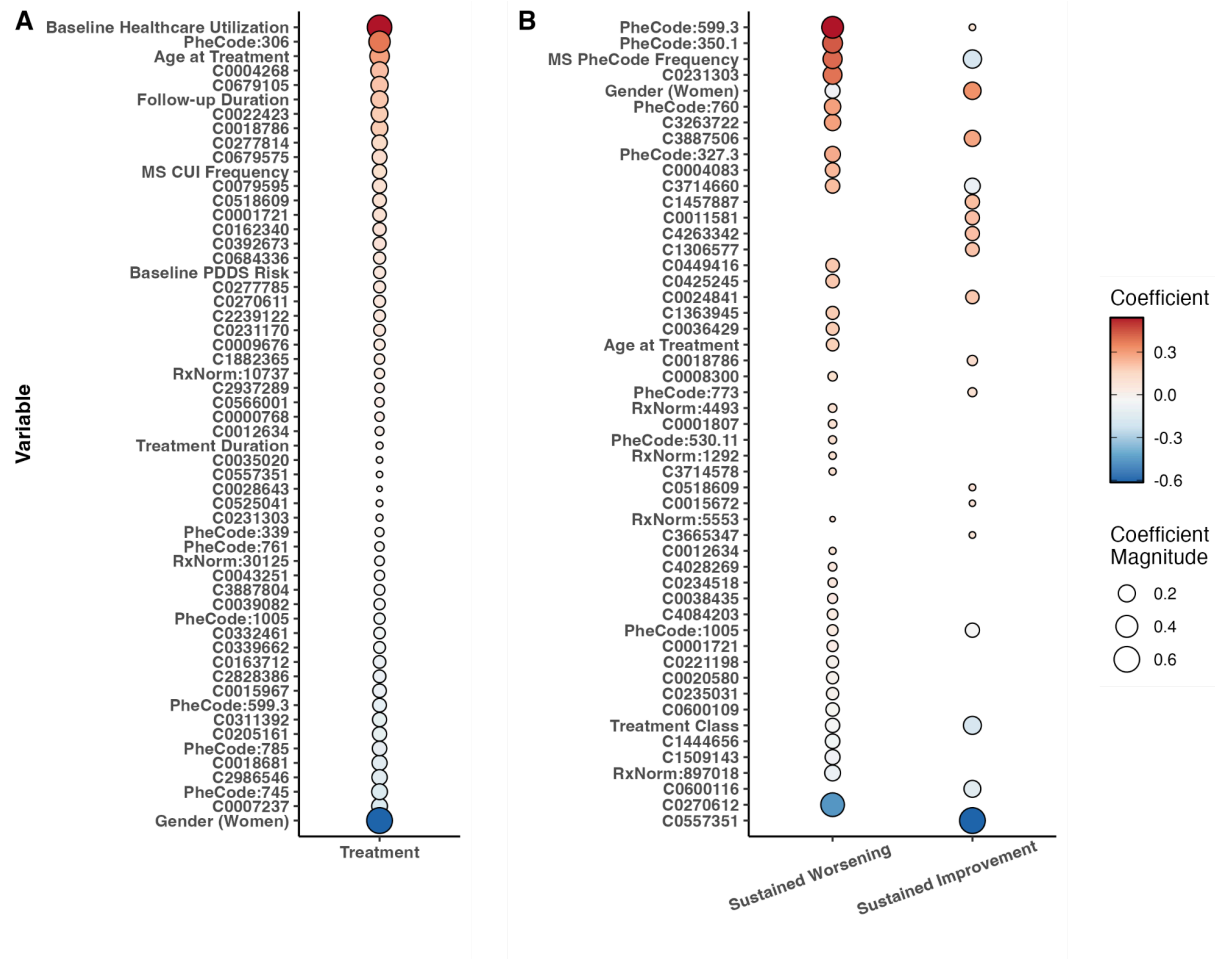 A
Baseline Healthcare Utilization
PheCode:306
Age at Treatment
C0004268
C0679105
Follow-up Duration
C0022423
C0018786
C0277814
C0679575
MS CUI Frequency
C0079595
C0518609
C0001721
C0162340
C0392673
C0684336
Baseline PDDS Risk
C0277785
C0270611
C2239122
C0231170
C0009676
C1882365
RxNorm:10737
C2937289
C0566001
C0000768
C0012634
Treatment Duration
C0035020
C0557351
C0028643
C0525041
C0231303
PheCode:339
PheCode:761
RxNorm:30125
C0043251
C3887804
C0039082
PheCode:1005
C0332461
C0339662
C0163712
C2828386
C0015967
PheCode:599.3
C0311392
C0205161
PheCode:785
C0018681
C2986546
PheCode:745
C0007237
Gender (Women)
Variable
Treatment
B
PheCode:599.3
PheCode:350.1
MS PheCode Frequency
C0231303
Gender (Women)
PheCode:760
C3263722
C3887506
PheCode:327.3
C0004083
C3714660
C1457887
C0011581
C4263342
C1306577
C0449416
C0425245
C0024841
C1363945
C0036429
Age at Treatment
C0018786
C0008300
PheCode:773
RxNorm:4493
C0001807
PheCode:530.11
RxNorm:1292
C3714578
C0518609
C0015672
RxNorm:5553
C3665347
C0012634
C4028269
C0234518
C0038435
C4084203
PheCode:1005
C0001721
C0221198
C0020580
C0235031
C0600109
Treatment Class
C1444656
C1509143
RxNorm:897018
C0600116
C0270612
C0557351
Sustained Worsening
Sustained Improvement
Coefficient
0.3
0.0
-0.3
-0.6
Coefficient
Magnitude
0.2
0.4
0.6